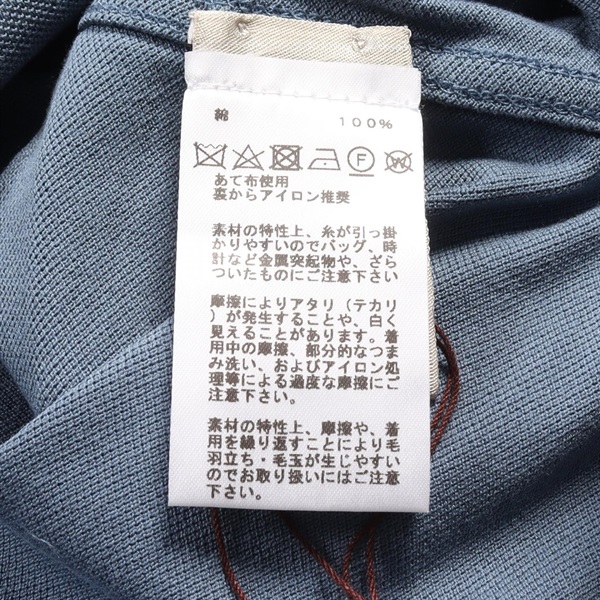 綿 100%
あて布使用
裏からアイロン推奨
素材の特性上、糸が引っ掛
かりやすいのでバッグ、時
計など金属突起物や、ざら
ついたものにご注意下さい
摩擦によりアタリ（テカリ
）が発生することや、白く
見えることがあります。着
用中の摩擦、部分的なつま
み洗い、およびアイロン処
理等による過度な摩擦にご
注意下さい。
素材の特性上、摩擦や、着
用を繰り返すことにより毛
羽立ち・毛玉が生じやすい
のでお取り扱いにはご注意
下さい。